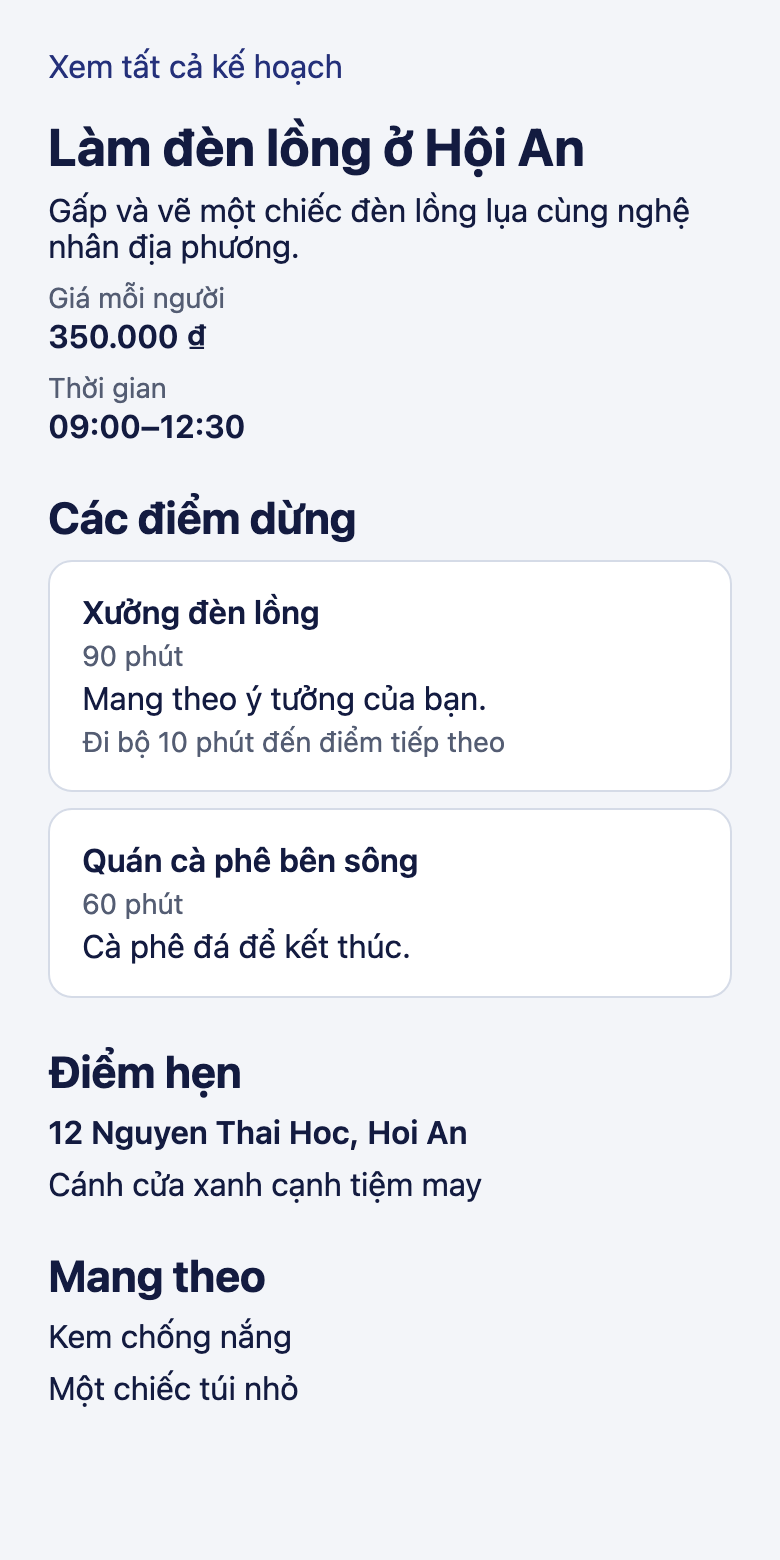 Xem tất cả kế hoạch
Làm đèn lồng ở Hội An
Gấp và vẽ một chiếc đèn lồng lụa cùng nghệ
nhân địa phương.
Giá mỗi người
350.000 ₫
Thời gian
09:00–12:30
Các điểm dừng
Xưởng đèn lồng
90 phút
Mang theo ý tưởng của bạn.
Đi bộ 10 phút đến điểm tiếp theo
Quán cà phê bên sông
60 phút
Cà phê đá để kết thúc.
Điểm hẹn
12 Nguyen Thai Hoc, Hoi An
Cánh cửa xanh cạnh tiệm may
Mang theo
Kem chống nắng
Một chiếc túi nhỏ